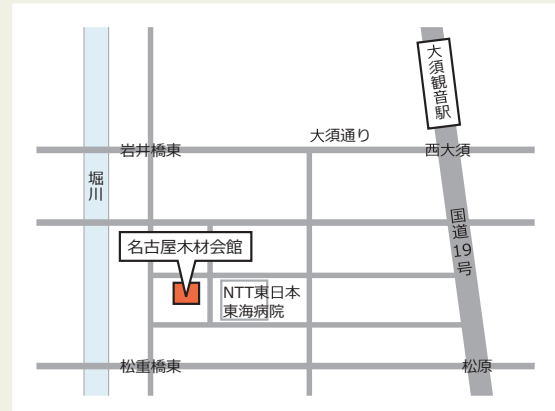 大須観音駅
大須通り
岩井橋東
西大須
堀川
国道19号
名古屋木材会館
NTT東日本
東海病院
松重橋東
松原